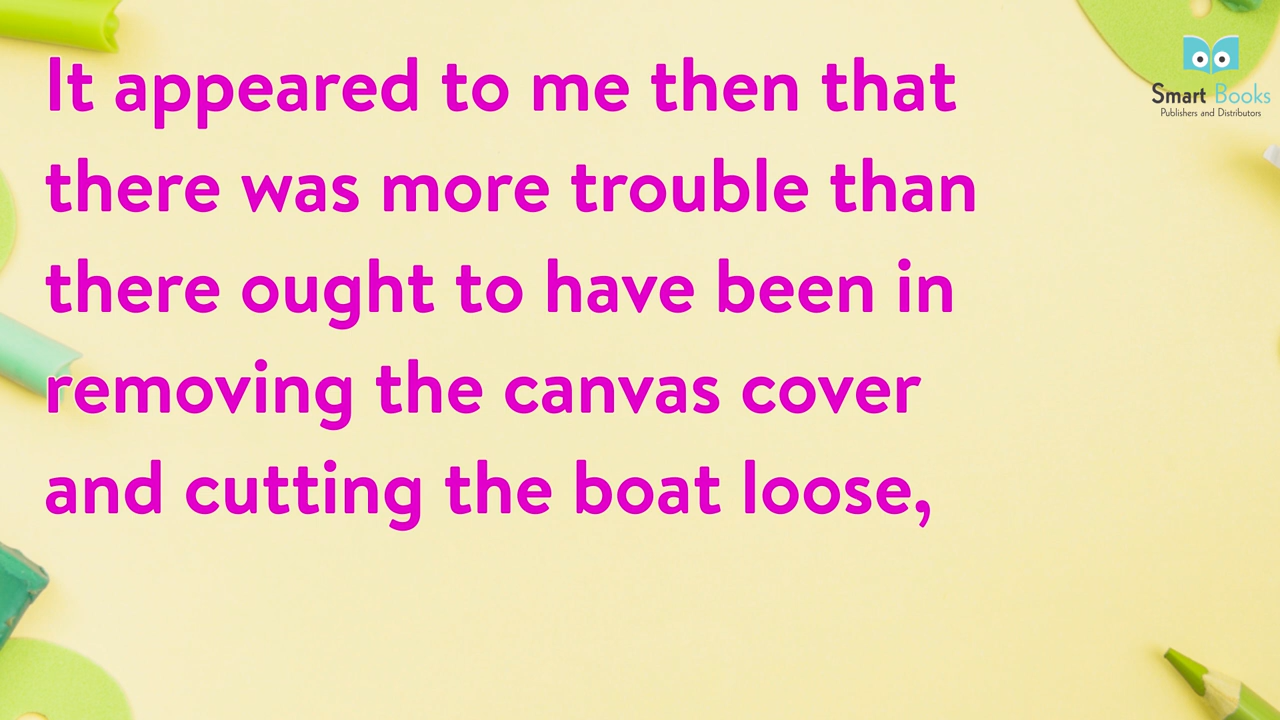 It appeared to me then that
there was more trouble than
there ought to have been in
removing the canvas cover
and cutting the boat loose,
Smart Books
Publishers and Distributors